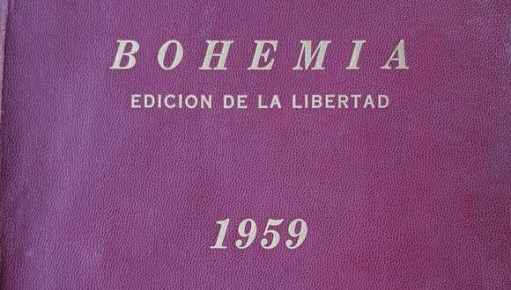 BOHEMIA
EDICION DE LA LIBERTAD
1959